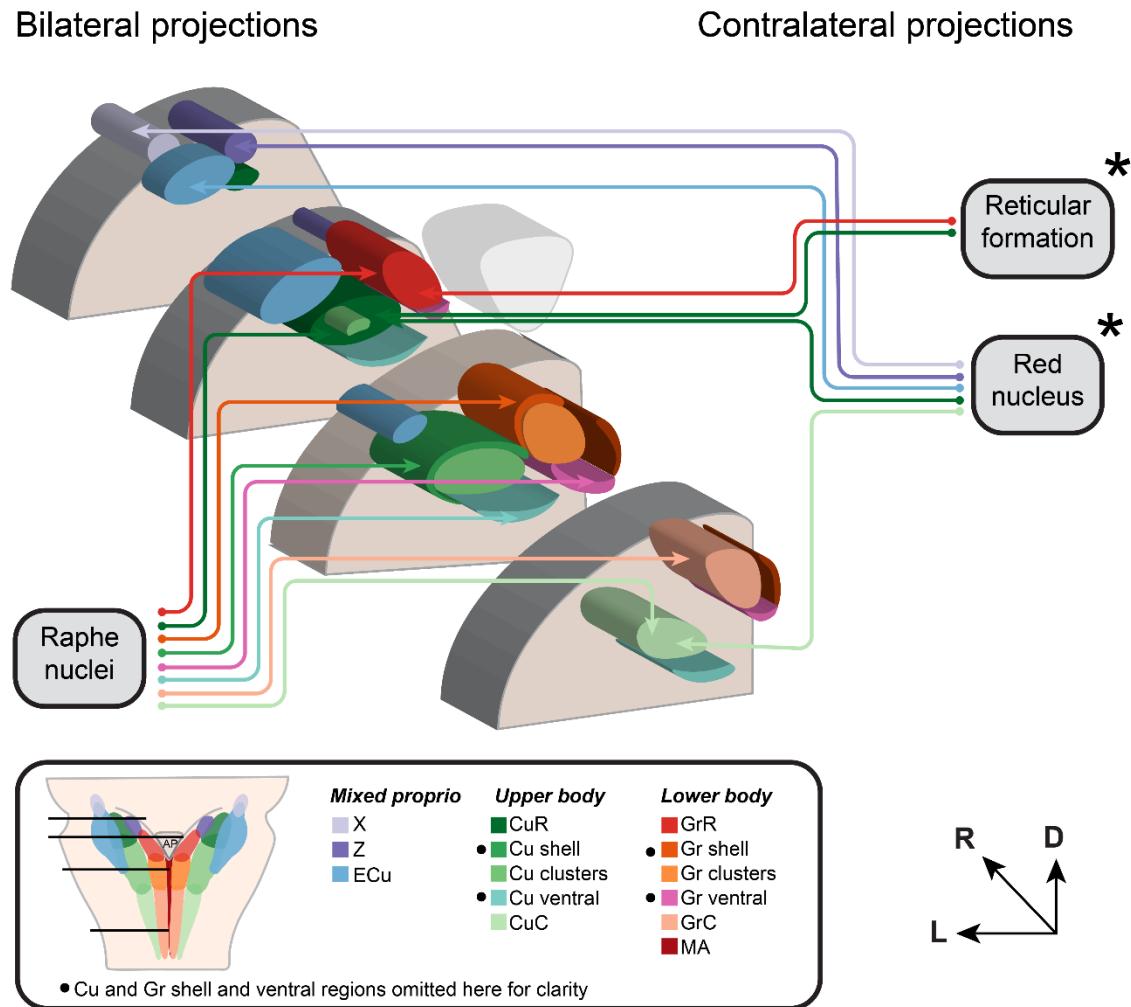 Bilateral projections
Contralateral projections
*
Reticular
formation
*
Red
nucleus
Raphe
nuclei
AP
Mixed proprio
X
Z
ECu
Upper body
CuR
Cu shell
Cu clusters
Cu ventral
CuC
Lower body
GrR
Gr shell
Gr clusters
Gr ventral
GrC
MA
• Cu and Gr shell and ventral regions omitted here for clarity
R
D
L